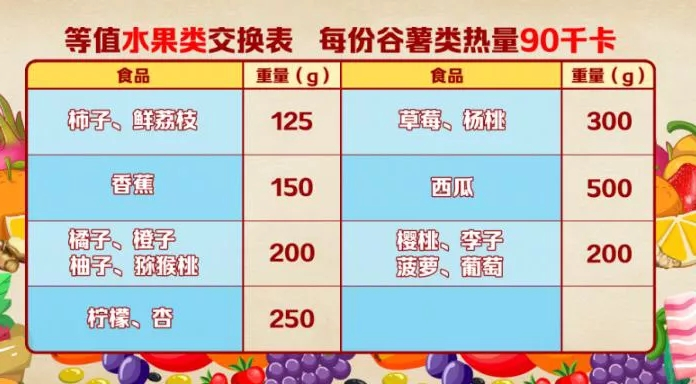 等值水果类交换表 每份谷薯类热量90千卡
食品 重量（g） 食品 重量（g）
柿子、鲜荔枝 125 草莓、杨桃 300
香蕉 150 西瓜 500
橘子、橙子
柚子、猕猴桃 200 樱桃、李子
菠萝、葡萄 200
柠檬、杏 250